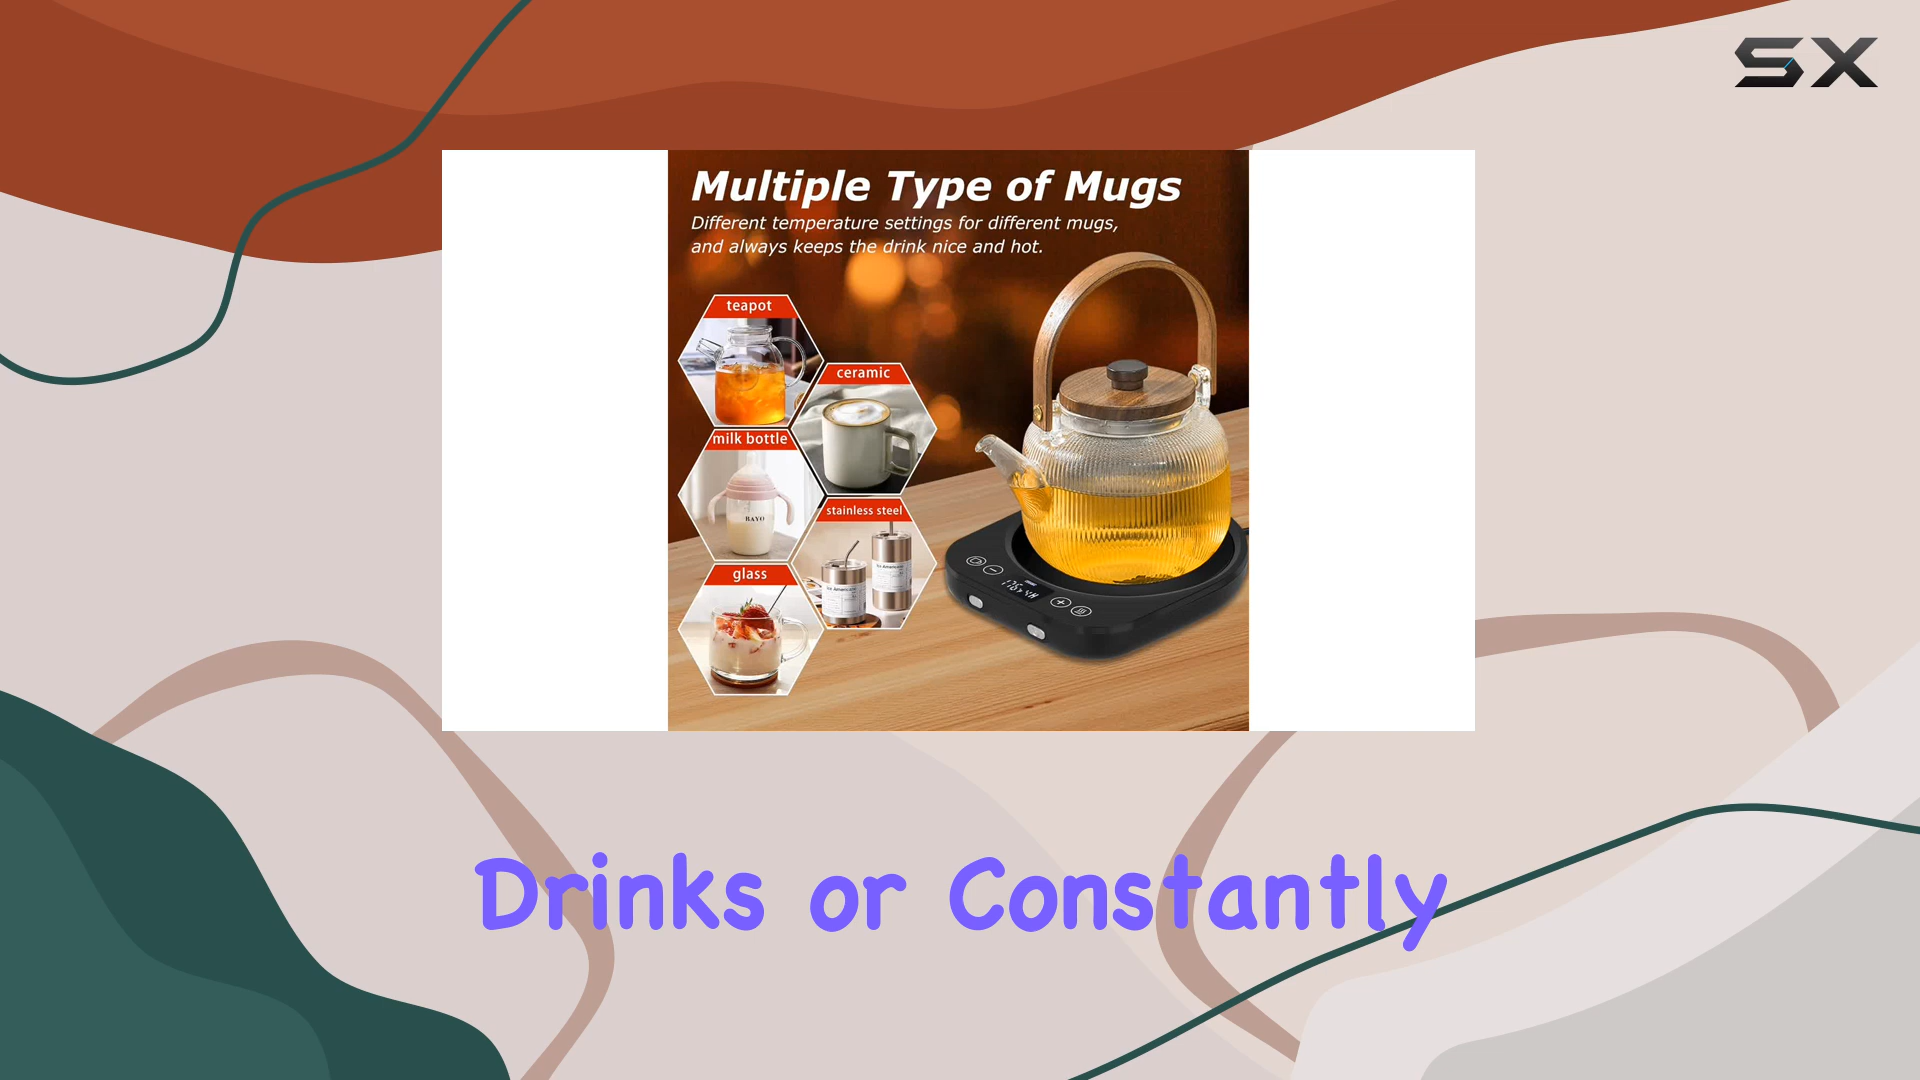 SX
Multiple Type of Mugs
Different temperature settings for different mugs,
and always keeps the drink nice and hot.
teapot
ceramic
milk bottle
BAYO
stainless steel
glass
Drinks or Constantly